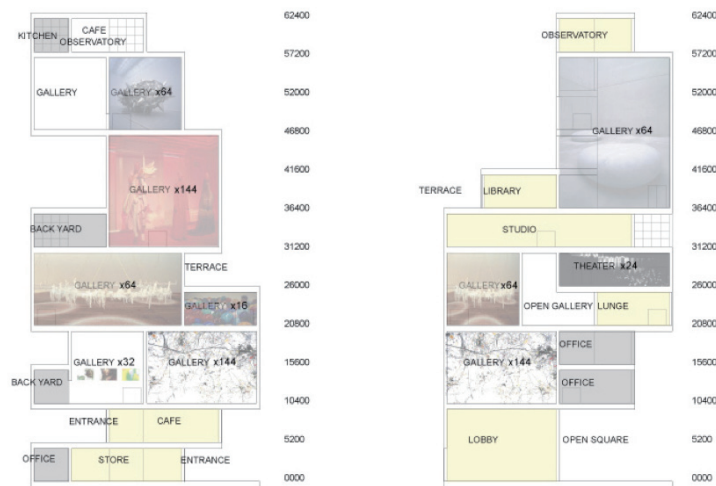 KITCHEN
CAFE
OBSERVATORY
GALLERY
GALLERY x64
GALLERY x144
BACK YARD
TERRACE
GALLERY x64
GALLERY x16
GALLERY x32
GALLERY x144
BACK YARD
ENTRANCE
CAFE
OFFICE
STORE
ENTRANCE
62400
57200
52000
46800
41600
36400
31200
26000
20800
15600
10400
5200
0000
OBSERVATORY
GALLERY x64
TERRACE
LIBRARY
STUDIO
GALLERY x64
THEATER x24
OPEN GALLERY
LUNGE
OFFICE
GALLERY x144
OFFICE
LOBBY
OPEN SQUARE
62400
57200
52000
46800
41600
36400
31200
26000
20800
15600
10400
5200
0000